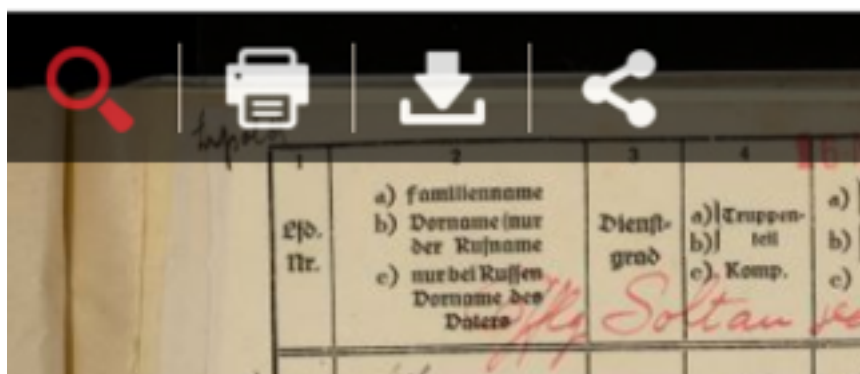 1 2 3 4
Lfd.
Nr.
a) Familienname
b) Vorname (nur
der Rufname
c) nur bei Russen
Vorname des
Vaters
Dienst-
grad
a) Truppen-
b) teil
c) Komp.
a)
b)
c)
Soltau